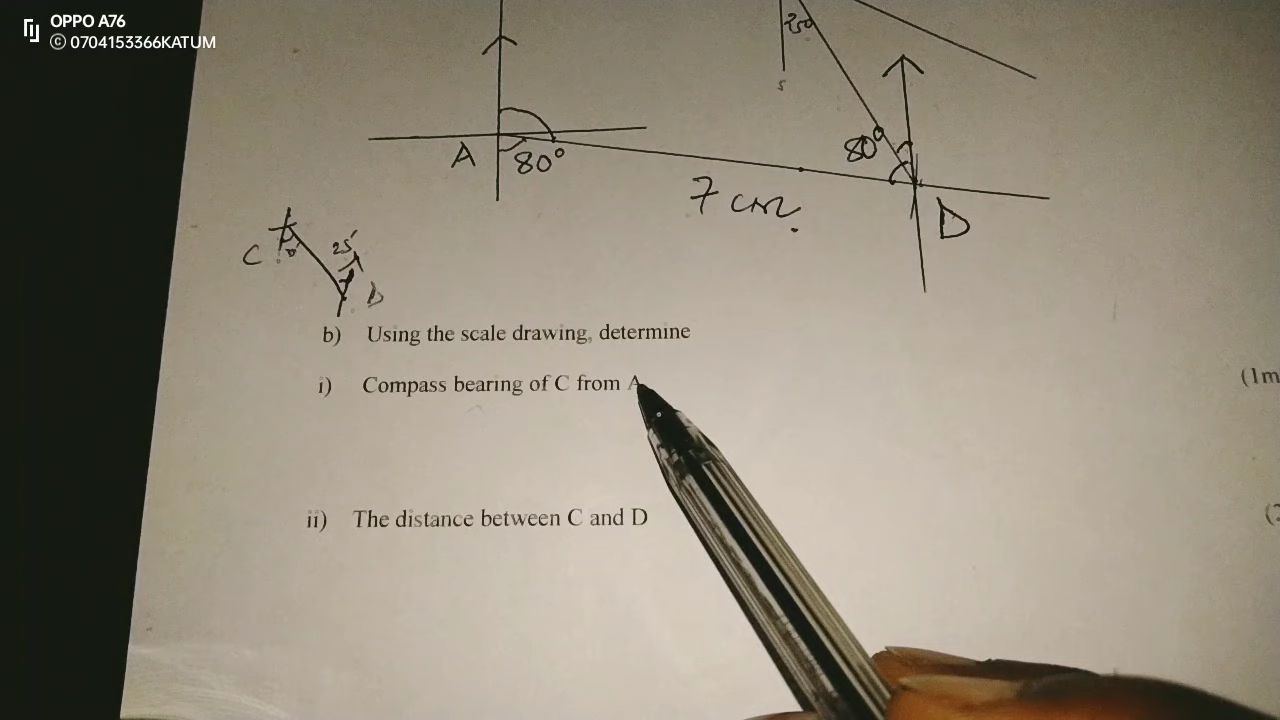 OPPO A76
© 0704153366KATUM
25°
s
A
80°
80°
7 cm.
D
C
25°
D
b) Using the scale drawing, determine
i) Compass bearing of C from A
(1m
ii) The distance between C and D